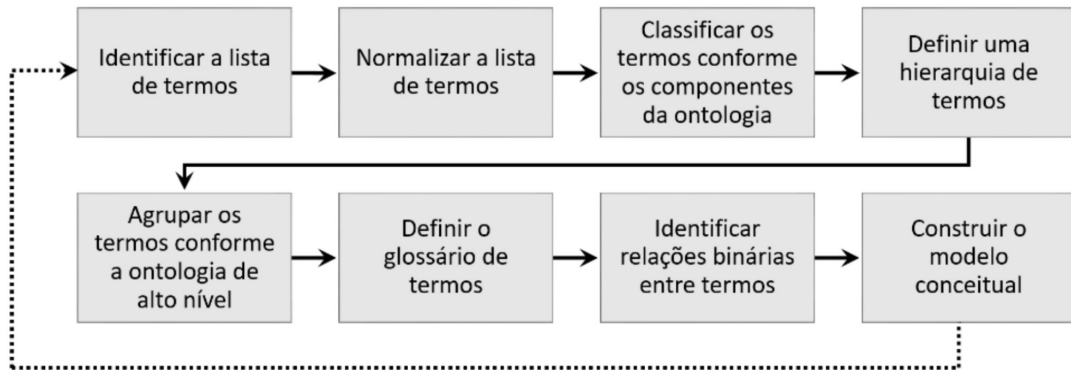 Identificar a lista
de termos
Normalizar a lista
de termos
Classificar os
termos conforme
os componentes
da ontologia
Definir uma
hierarquia de
termos
Agrupar os
termos conforme
a ontologia de
alto nível
Definir o
glossário de
termos
Identificar
relações binárias
entre termos
Construir o
modelo
conceitual